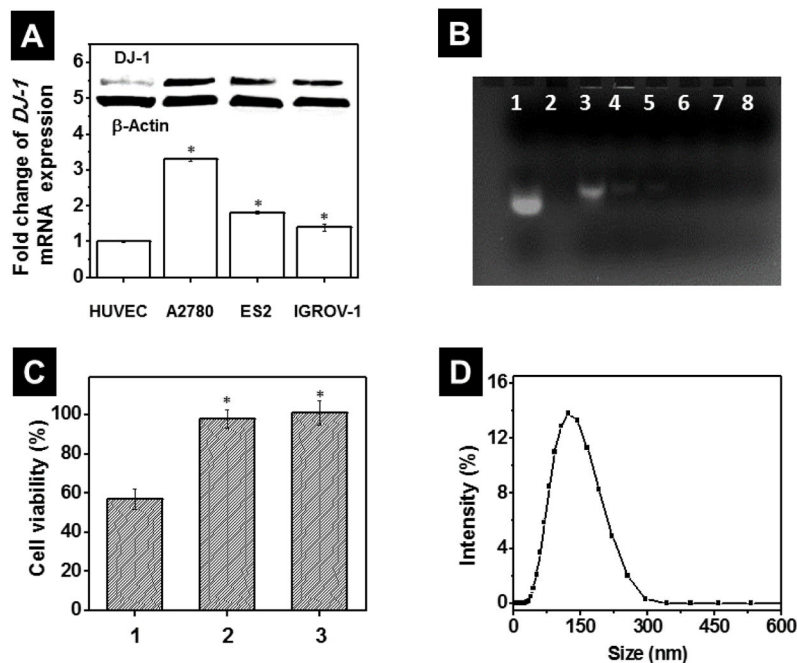 A
Fold change of DJ-1
mRNA expression
6
5
4
3
2
1
0
DJ-1
β-Actin
*
*
*
HUVEC A2780 ES2 IGROV-1
B
1 2 3 4 5 6 7 8
C
Cell viability (%)
100
80
60
40
20
0
*
*
1 2 3
D
Intensity (%)
16
12
8
4
0
0 150 300 450 600
Size (nm)